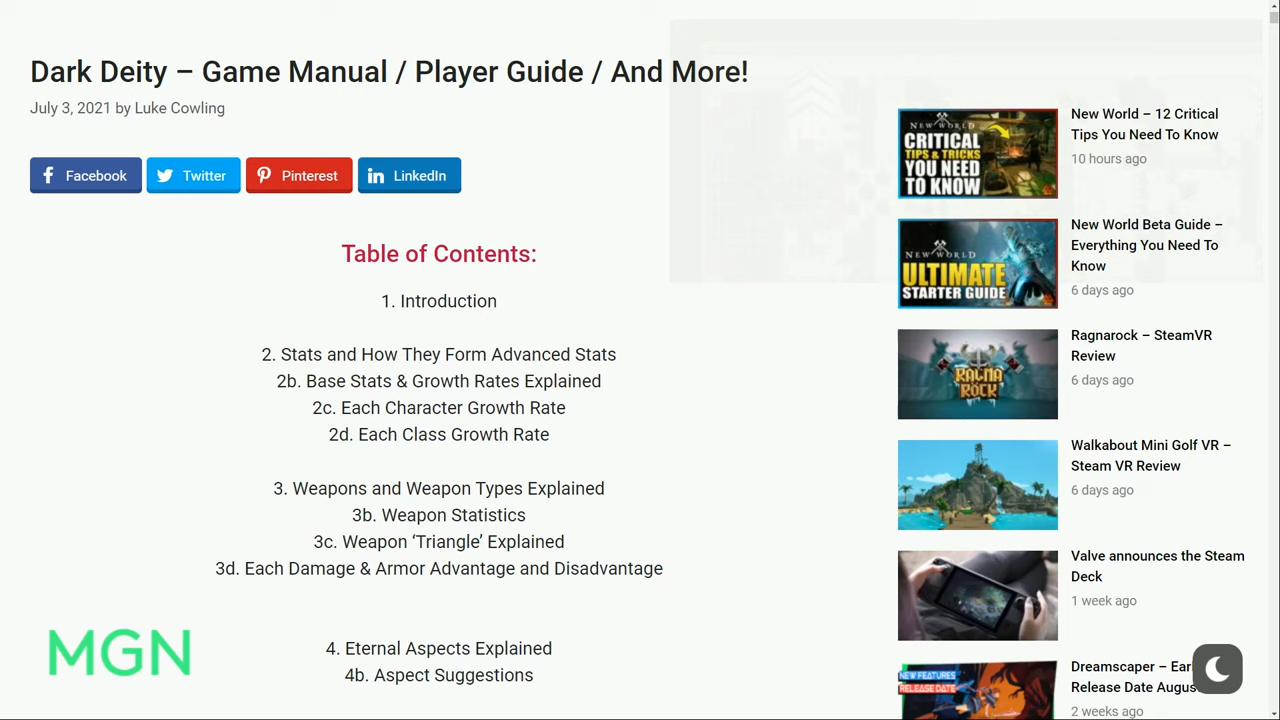 Dark Deity – Game Manual / Player Guide / And More!
July 3, 2021 by Luke Cowling
Facebook
Twitter
Pinterest
LinkedIn
Table of Contents:
1. Introduction
2. Stats and How They Form Advanced Stats
2b. Base Stats & Growth Rates Explained
2c. Each Character Growth Rate
2d. Each Class Growth Rate
3. Weapons and Weapon Types Explained
3b. Weapon Statistics
3c. Weapon ‘Triangle’ Explained
3d. Each Damage & Armor Advantage and Disadvantage
4. Eternal Aspects Explained
4b. Aspect Suggestions
MGN
NEW WORLD
CRITICAL
TIPS & TRICKS
YOU NEED
TO KNOW
New World – 12 Critical
Tips You Need To Know
10 hours ago
NEW WORLD
ULTIMATE
STARTER GUIDE
New World Beta Guide –
Everything You Need To
Know
6 days ago
RAGNA
ROCK
Ragnarock – SteamVR
Review
6 days ago
Walkabout Mini Golf VR –
Steam VR Review
6 days ago
Valve announces the Steam
Deck
1 week ago
NEW FEATURES
RELEASE DATE
Dreamscaper –
Release Date
2 weeks ago